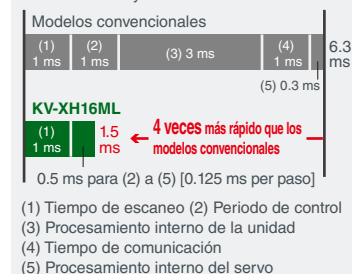 Modelos convencionales
(1)
1 ms
(2)
1 ms
(3) 3 ms
(4)
1 ms
6.3
ms
(5) 0.3 ms
KV-XH16ML
(1)
1 ms
1.5
ms
4 veces más rápido que los
modelos convencionales
0.5 ms para (2) a (5) [0.125 ms per paso]
(1) Tiempo de escaneo (2) Periodo de control
(3) Procesamiento interno de la unidad
(4) Tiempo de comunicación
(5) Procesamiento interno del servo